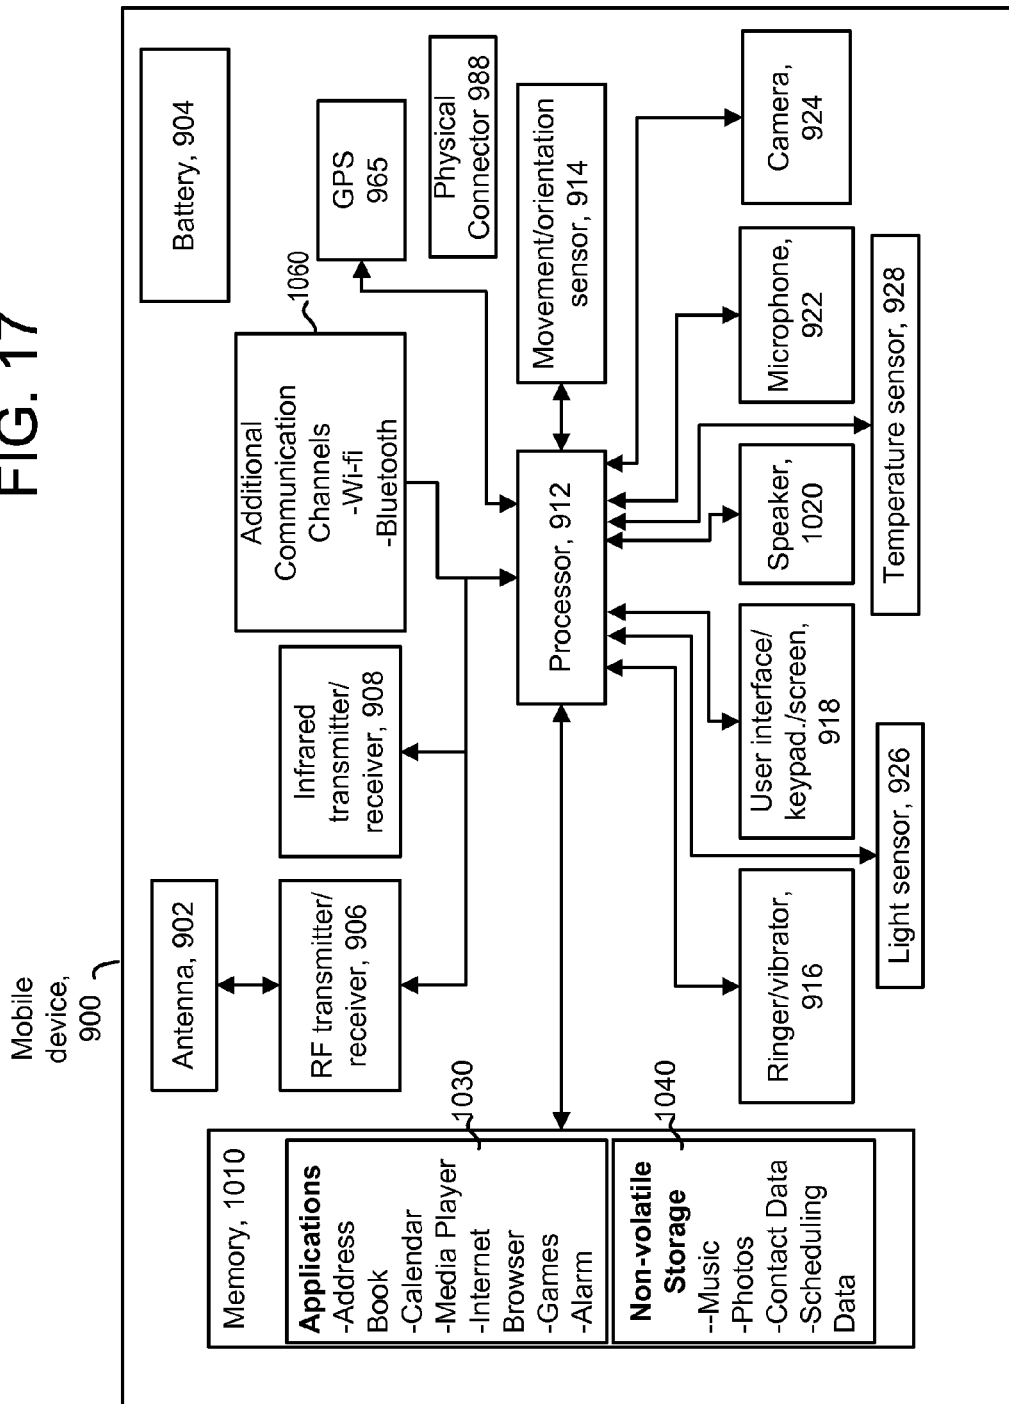 FIG. 17
Mobile
device,
900
Memory, 1010
Applications
-Address
Book
-Calendar
-Media Player
-Internet
Browser
-Games
-Alarm
1030
Non-volatile
Storage
--Music
-Photos
-Contact Data
-Scheduling
Data
1040
Antenna, 902
RF transmitter/
receiver, 906
Infrared
transmitter/
receiver, 908
Additional
Communication
Channels
-Wi-fi
-Bluetooth
1060
Battery, 904
GPS
965
Physical
Connector 988
Processor, 912
Movement/orientation
sensor, 914
Ringer/vibrator,
916
User interface/
keypad./screen,
918
Speaker,
1020
Microphone,
922
Camera,
924
Light sensor, 926
Temperature sensor, 928